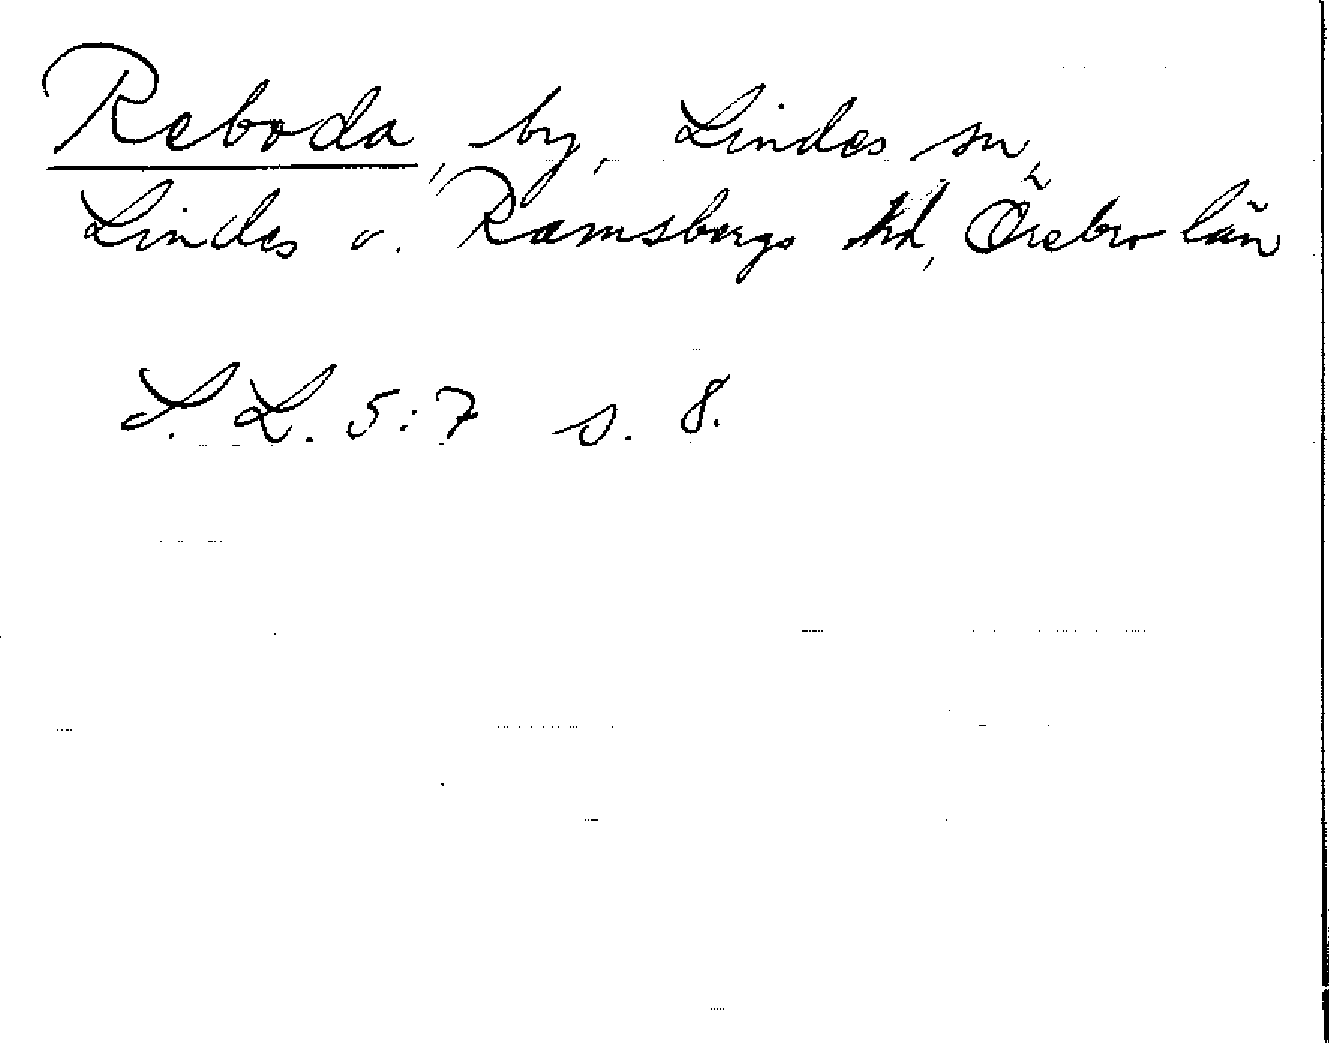 Reboda, by, Lindes sn,
Lindes o. Ramsbergs hd, Örebro län
S. L. 5:7 s. 8.